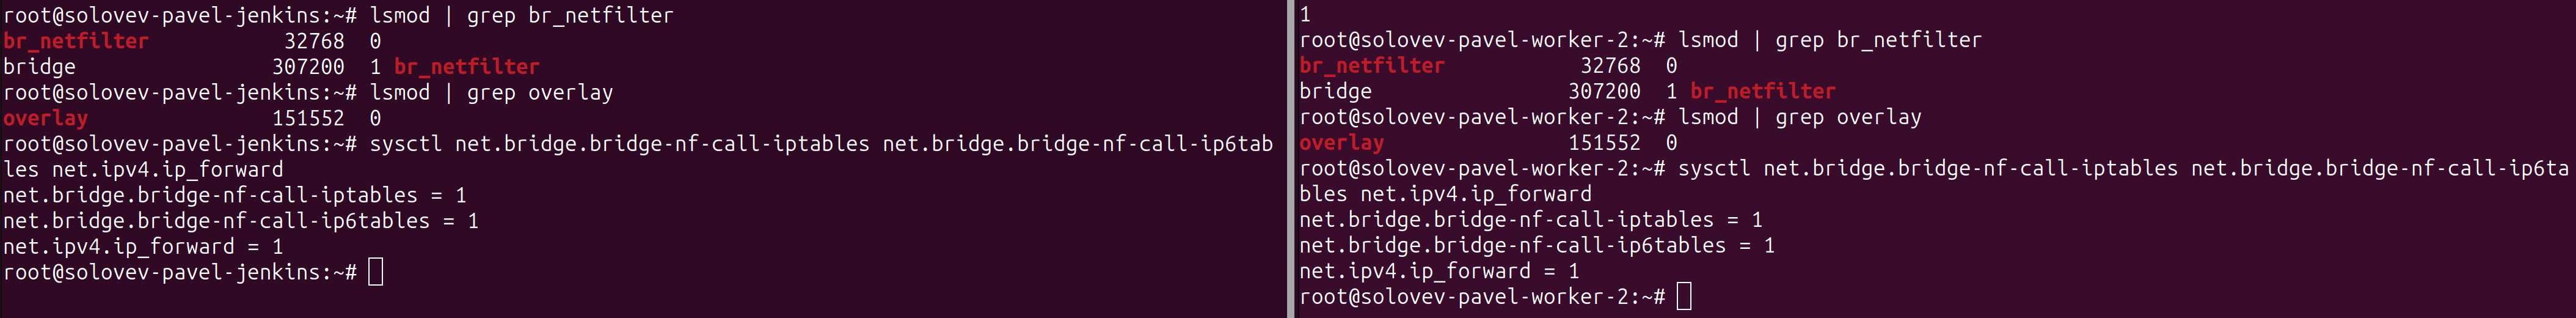 root@solovev-pavel-jenkins:~# lsmod | grep br_netfilter
br_netfilter           32768  0
bridge                307200  1 br_netfilter
root@solovev-pavel-jenkins:~# lsmod | grep overlay
overlay               151552  0
root@solovev-pavel-jenkins:~# sysctl net.bridge.bridge-nf-call-iptables net.bridge.bridge-nf-call-ip6tab
les net.ipv4.ip_forward
net.bridge.bridge-nf-call-iptables = 1
net.bridge.bridge-nf-call-ip6tables = 1
net.ipv4.ip_forward = 1
root@solovev-pavel-jenkins:~#
1
root@solovev-pavel-worker-2:~# lsmod | grep br_netfilter
br_netfilter           32768  0
bridge                307200  1 br_netfilter
root@solovev-pavel-worker-2:~# lsmod | grep overlay
overlay               151552  0
root@solovev-pavel-worker-2:~# sysctl net.bridge.bridge-nf-call-iptables net.bridge.bridge-nf-call-ip6ta
bles net.ipv4.ip_forward
net.bridge.bridge-nf-call-iptables = 1
net.bridge.bridge-nf-call-ip6tables = 1
net.ipv4.ip_forward = 1
root@solovev-pavel-worker-2:~#